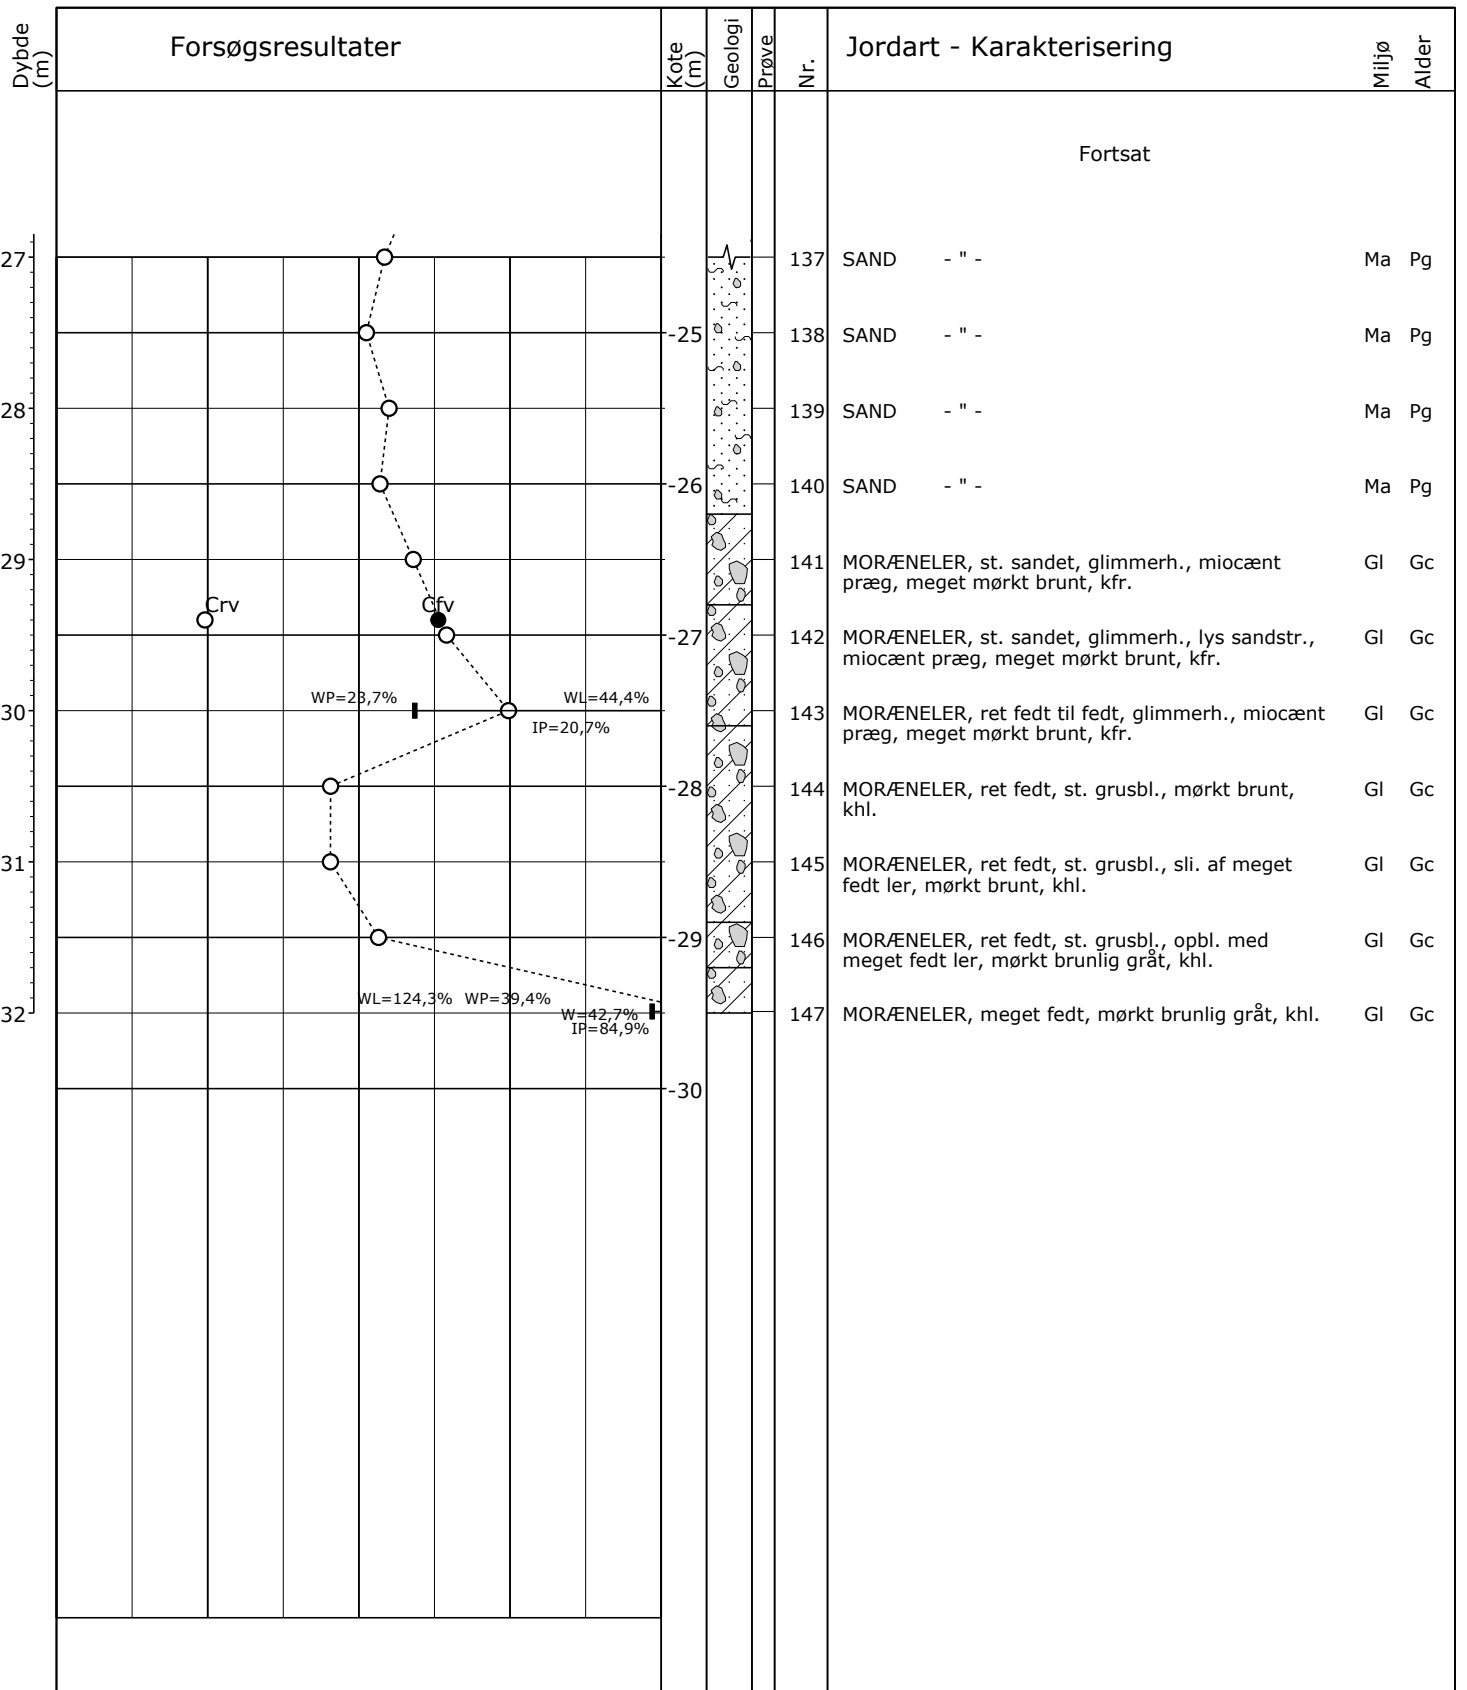 Dybde
(m)
Forsøgsresultater
Kote
(m)
Geologi
Prøve
Nr.
Jordart - Karakterisering
Miljø
Alder
Fortsat
27
137 SAND - " - Ma Pg
-25
138 SAND - " - Ma Pg
28
139 SAND - " - Ma Pg
-26
140 SAND - " - Ma Pg
29
141 MORÆNELER, st. sandet, glimmerh., miocænt Gl Gc
præg, meget mørkt brunt, kfr.
Crv
Cfv
-27
142 MORÆNELER, st. sandet, glimmerh., lys sandstr., Gl Gc
miocænt præg, meget mørkt brunt, kfr.
WP=23,7%
WL=44,4%
30
IP=20,7%
143 MORÆNELER, ret fedt til fedt, glimmerh., miocænt Gl Gc
præg, meget mørkt brunt, kfr.
-28
144 MORÆNELER, ret fedt, st. grusbl., mørkt brunt, Gl Gc
khl.
31
145 MORÆNELER, ret fedt, st. grusbl., sli. af meget Gl Gc
fedt ler, mørkt brunt, khl.
-29
146 MORÆNELER, ret fedt, st. grusbl., opbl. med Gl Gc
meget fedt ler, mørkt brunlig gråt, khl.
WL=124,3% WP=39,4%
32
W=42,7%
IP=84,9%
147 MORÆNELER, meget fedt, mørkt brunlig gråt, khl. Gl Gc
-30